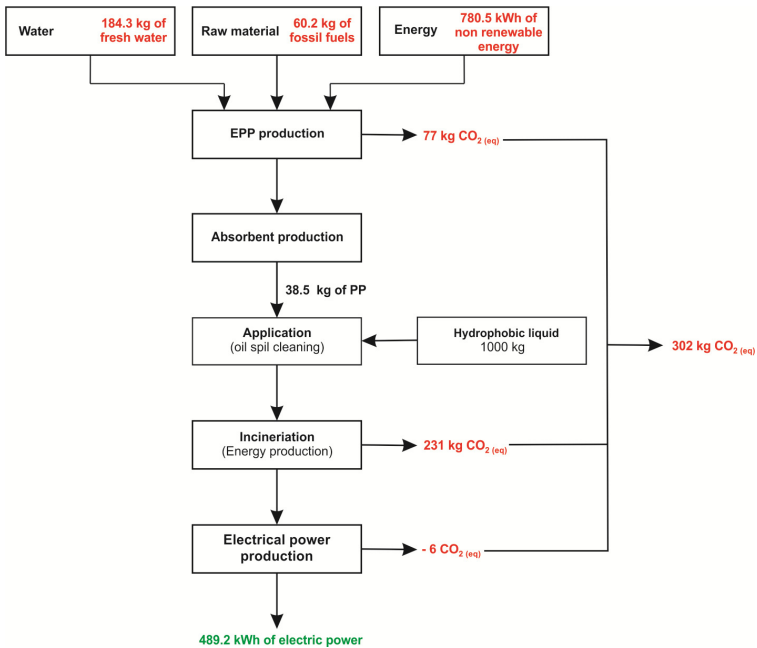 Water
184.3 kg of
fresh water
Raw material
60.2 kg of
fossil fuels
Energy
780.5 kWh of
non renewable
energy
EPP production
77 kg CO2 (eq)
Absorbent production
38.5 kg of PP
Application
(oil spil cleaning)
Hydrophobic liquid
1000 kg
302 kg CO2 (eq)
Incineriation
(Energy production)
231 kg CO2 (eq)
Electrical power
production
- 6 CO2 (eq)
489.2 kWh of electric power